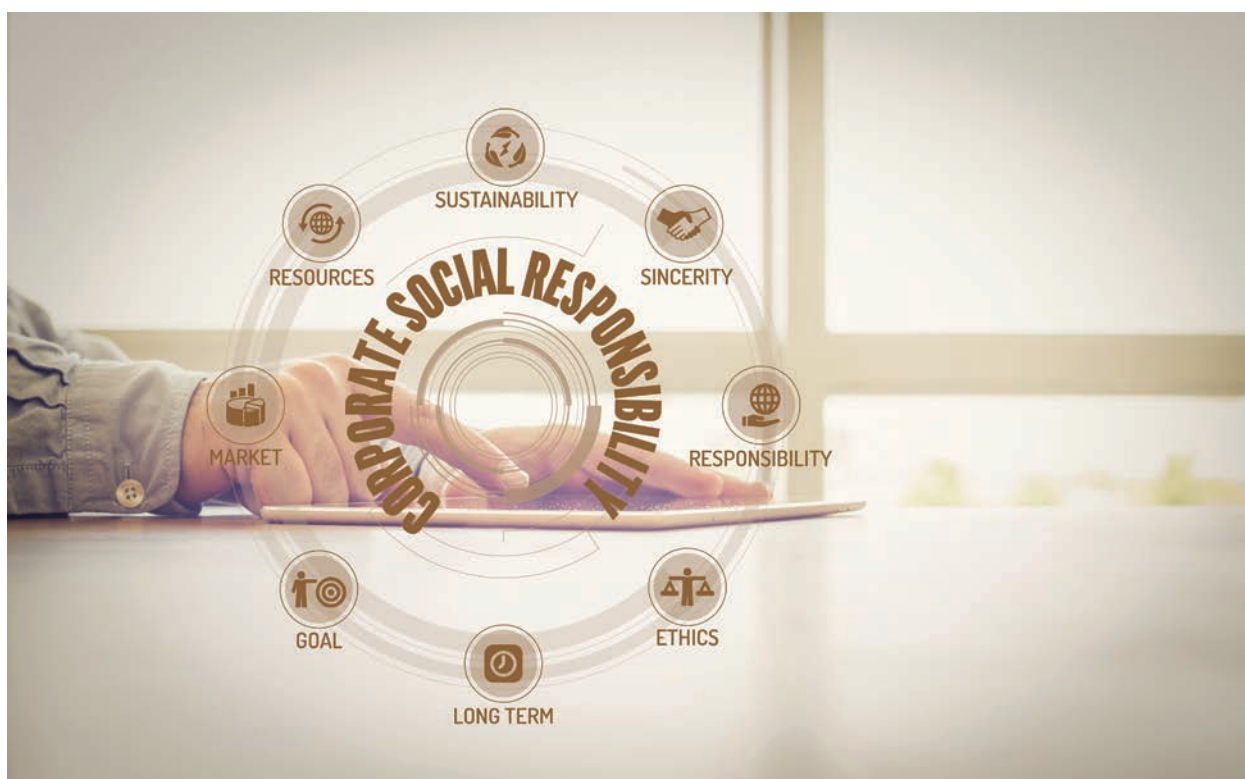 SUSTAINABILITY
RESOURCES
SINCERITY
CORPORATE SOCIAL RESPONSIBILITY
MARKET
RESPONSIBILITY
GOAL
ETHICS
LONG TERM